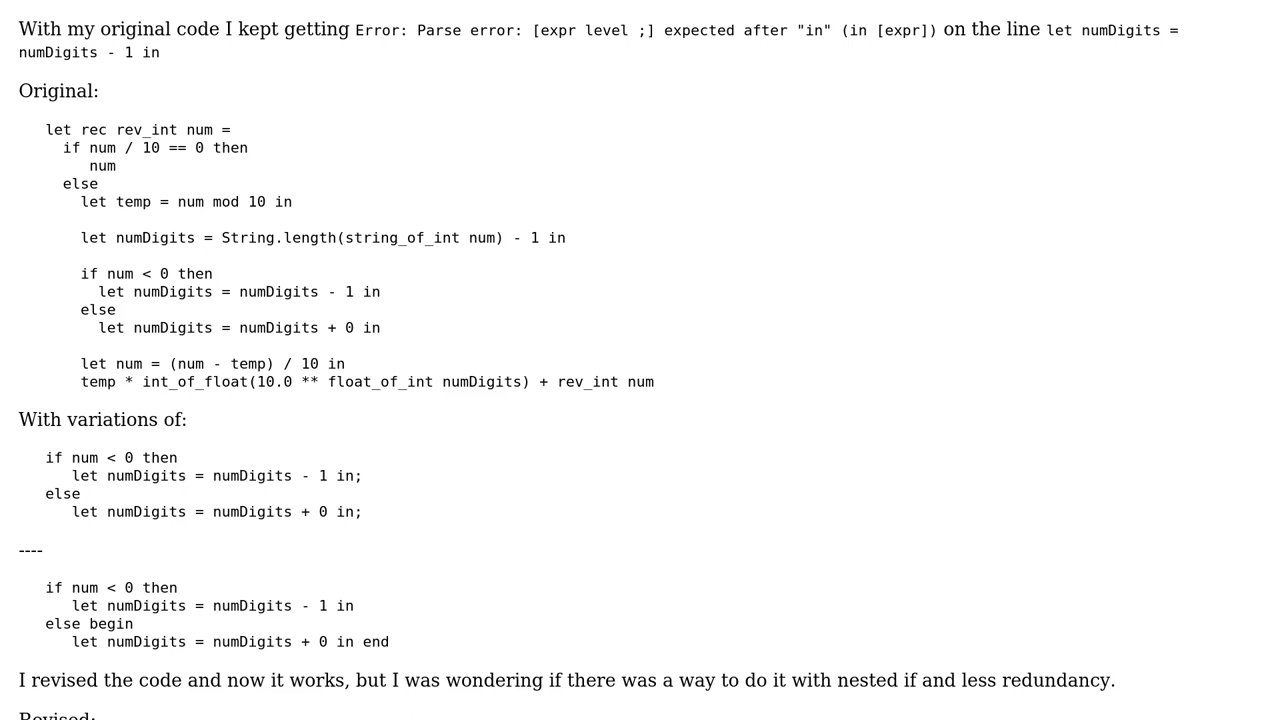 With my original code I kept getting Error: Parse error: [expr level ;] expected after "in" (in [expr]) on the line let numDigits =
numDigits - 1 in
Original:
let rec rev_int num =
if num / 10 == 0 then
num
else
let temp = num mod 10 in
let numDigits = String.length(string_of_int num) - 1 in
if num < 0 then
let numDigits = numDigits - 1 in
else
let numDigits = numDigits + 0 in
let num = (num - temp) / 10 in
temp * int_of_float(10.0 ** float_of_int numDigits) + rev_int num
With variations of:
if num < 0 then
let numDigits = numDigits - 1 in;
else
let numDigits = numDigits + 0 in;
----
if num < 0 then
let numDigits = numDigits - 1 in
else begin
let numDigits = numDigits + 0 in end
I revised the code and now it works, but I was wondering if there was a way to do it with nested if and less redundancy.
Revised: